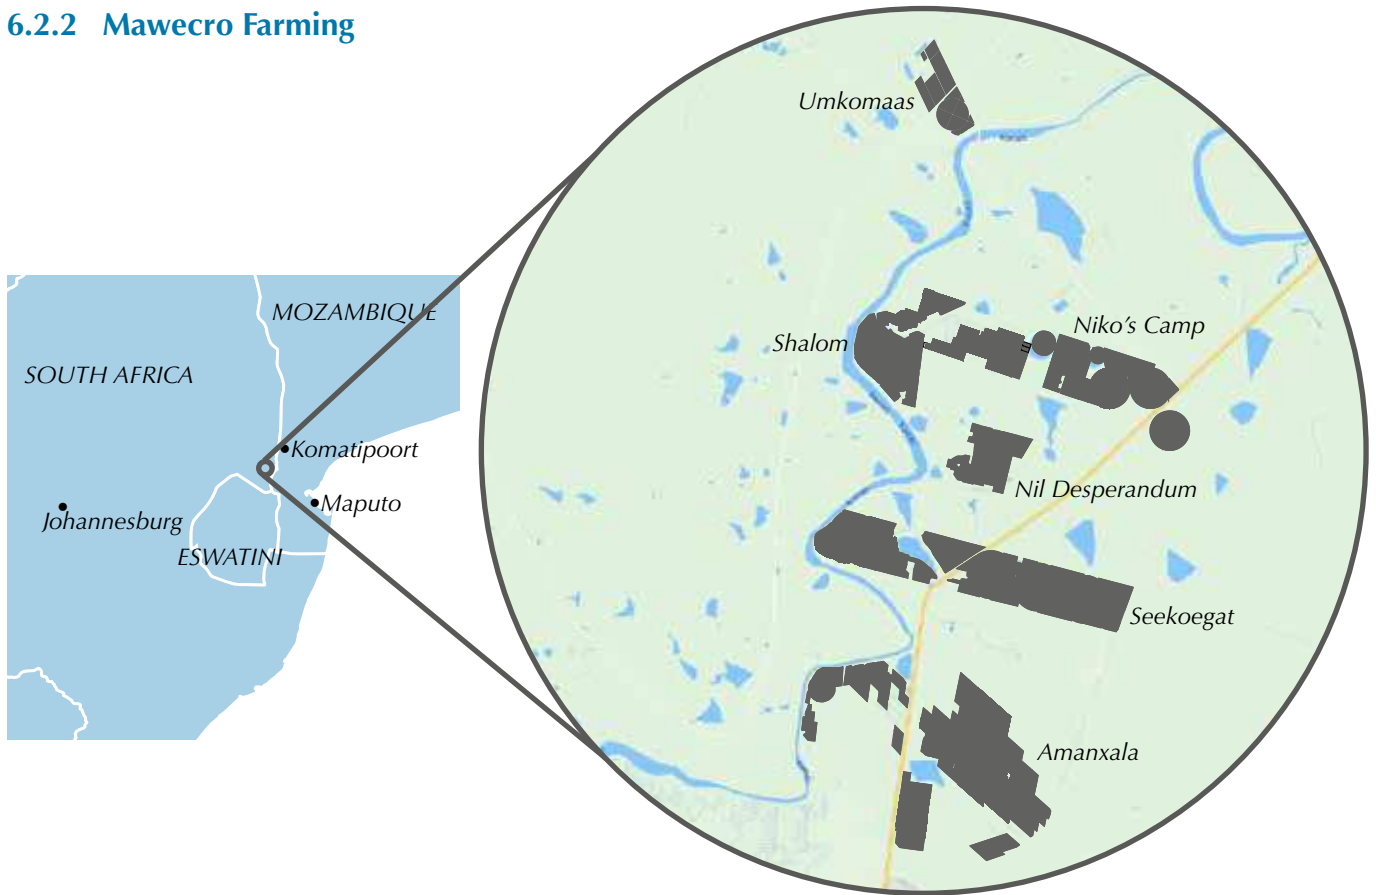 6.2.2 Mawecro Farming
Umkomaas
MOZAMBIQUE
Niko's Camp
Shalom
SOUTH AFRICA
Komatipoort
Nil Desperandum
Maputo
Johannesburg
ESWATINI
Seekoegat
Amanxala